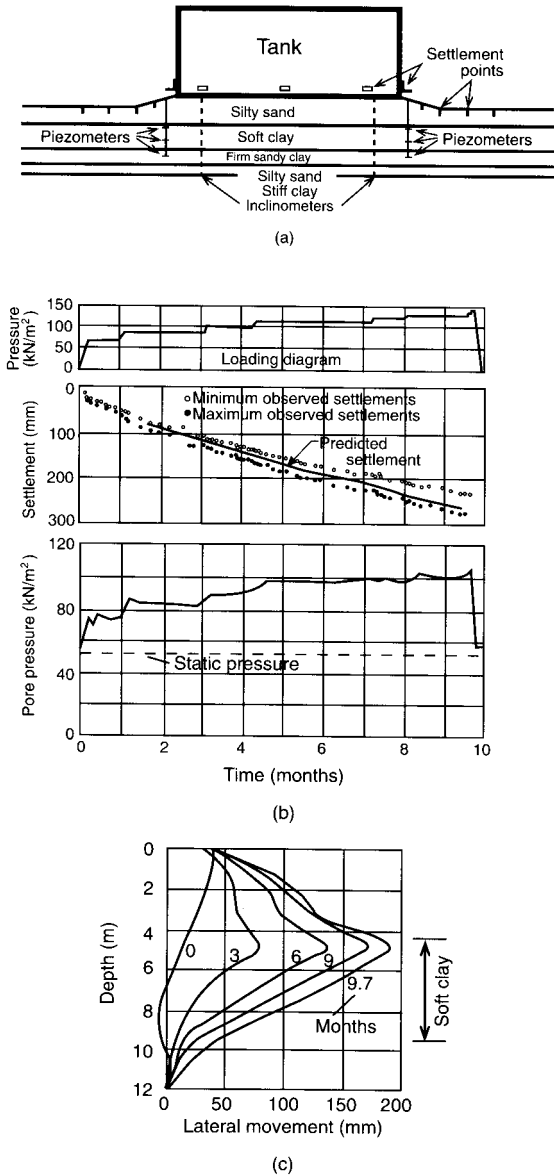 Tank
Settlement points
Silty sand
Piezometers
Soft clay
Piezometers
Firm sandy clay
Silty sand
Stiff clay
Inclinometers
(a)
Pressure (kN/m²)
150
100
50
0
Loading diagram
Settlement (mm)
0
100
200
300
Minimum observed settlements
Maximum observed settlements
Predicted settlement
Pore pressure (kN/m²)
120
80
40
0
Static pressure
0 2 4 6 8 10
Time (months)
(b)
Depth (m)
0
2
4
6
8
10
12
0 3 6 9
9.7
Months
Soft clay
0 50 100 150 200
Lateral movement (mm)
(c)